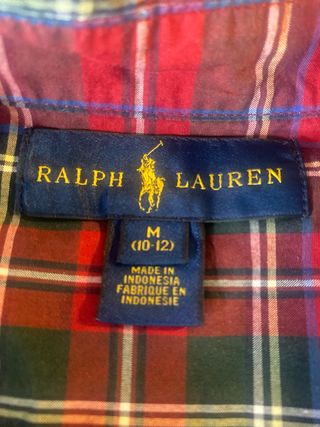 RALPH LAUREN
M
(10-12)
MADE IN
INDONESIA
FABRIQUE EN
INDONESIE